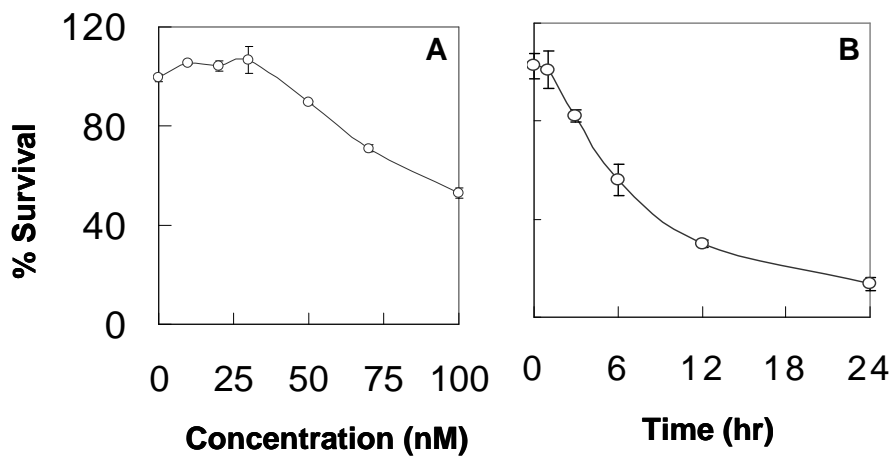 120
80
40
0
% Survival
A
0 25 50 75 100
Concentration (nM)
B
0 6 12 18 24
Time (hr)